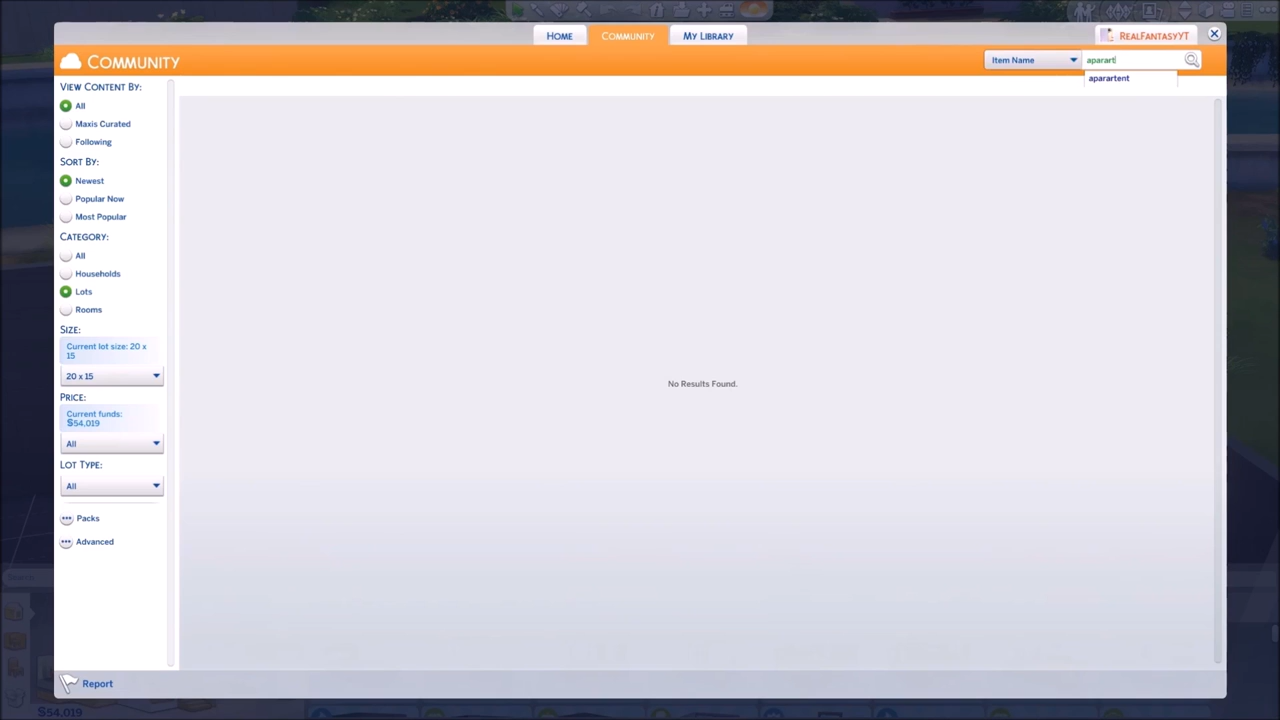 HOME
COMMUNITY
MY LIBRARY
REALFANTASYYT
COMMUNITY
Item Name
aparart
apartent
VIEW CONTENT BY:
All
Maxis Curated
Following
SORT BY:
Newest
Popular Now
Most Popular
CATEGORY:
All
Households
Lots
Rooms
SIZE:
Current lot size: 20 x
15
20 x 15
PRICE:
Current funds:
$54,019
All
LOT TYPE:
All
Packs
Advanced
No Results Found.
Search
Report
$54,019